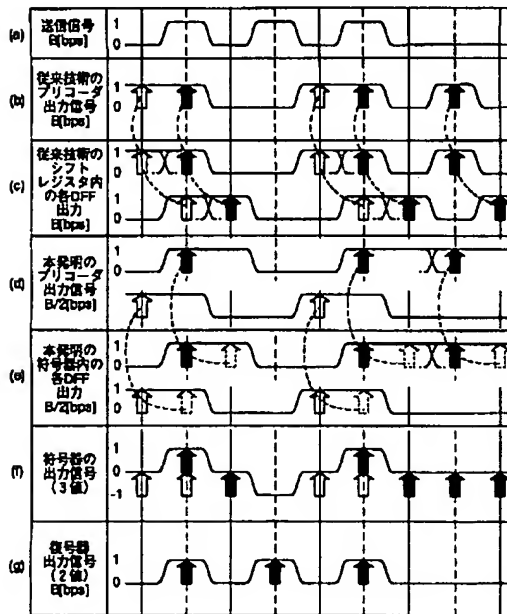 (a)
送信信号
B[bps]
1
0
(b)
従来技術の
プリコーダ
出力信号
B[bps]
1
0
(c)
従来技術の
シフト
レジスタ内
の各DFF
出力
B[bps]
1
0
1
0
(d)
本発明の
プリコーダ
出力信号
B/2[bps]
1
0
1
0
(e)
本発明の
符号器内の
各DFF
出力
B/2[bps]
1
0
1
0
(f)
符号器の
出力信号
(3値)
1
0
-1
(g)
復号器
出力信号
(2値)
B[bps]
1
0